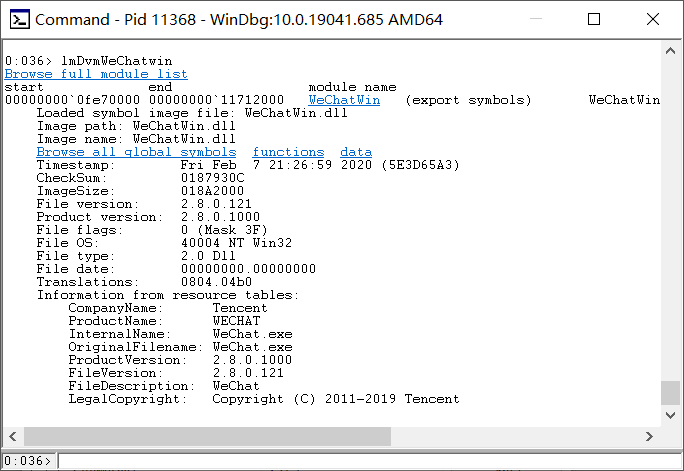 Command - Pid 11368 - WinDbg:10.0.19041.685 AMD64
0:036> lmDvmWeChatwin
Browse full module list
start end module name
00000000`0fe70000 00000000`11712000 WeChatWin (export symbols) WeChatWin
Loaded symbol image file: WeChatWin.dll
Image path: WeChatWin.dll
Image name: WeChatWin.dll
Browse all global symbols functions data
Timestamp: Fri Feb 7 21:26:59 2020 (5E3D65A3)
CheckSum: 0187930C
ImageSize: 018A2000
File version: 2.8.0.121
Product version: 2.8.0.1000
File flags: 0 (Mask 3F)
File OS: 40004 NT Win32
File type: 2.0 Dll
File date: 00000000.00000000
Translations: 0804.04b0
Information from resource tables:
CompanyName: Tencent
ProductName: WECHAT
InternalName: WeChat.exe
OriginalFilename: WeChat.exe
ProductVersion: 2.8.0.1000
FileVersion: 2.8.0.121
FileDescription: WeChat
LegalCopyright: Copyright (C) 2011-2019 Tencent
0:036>